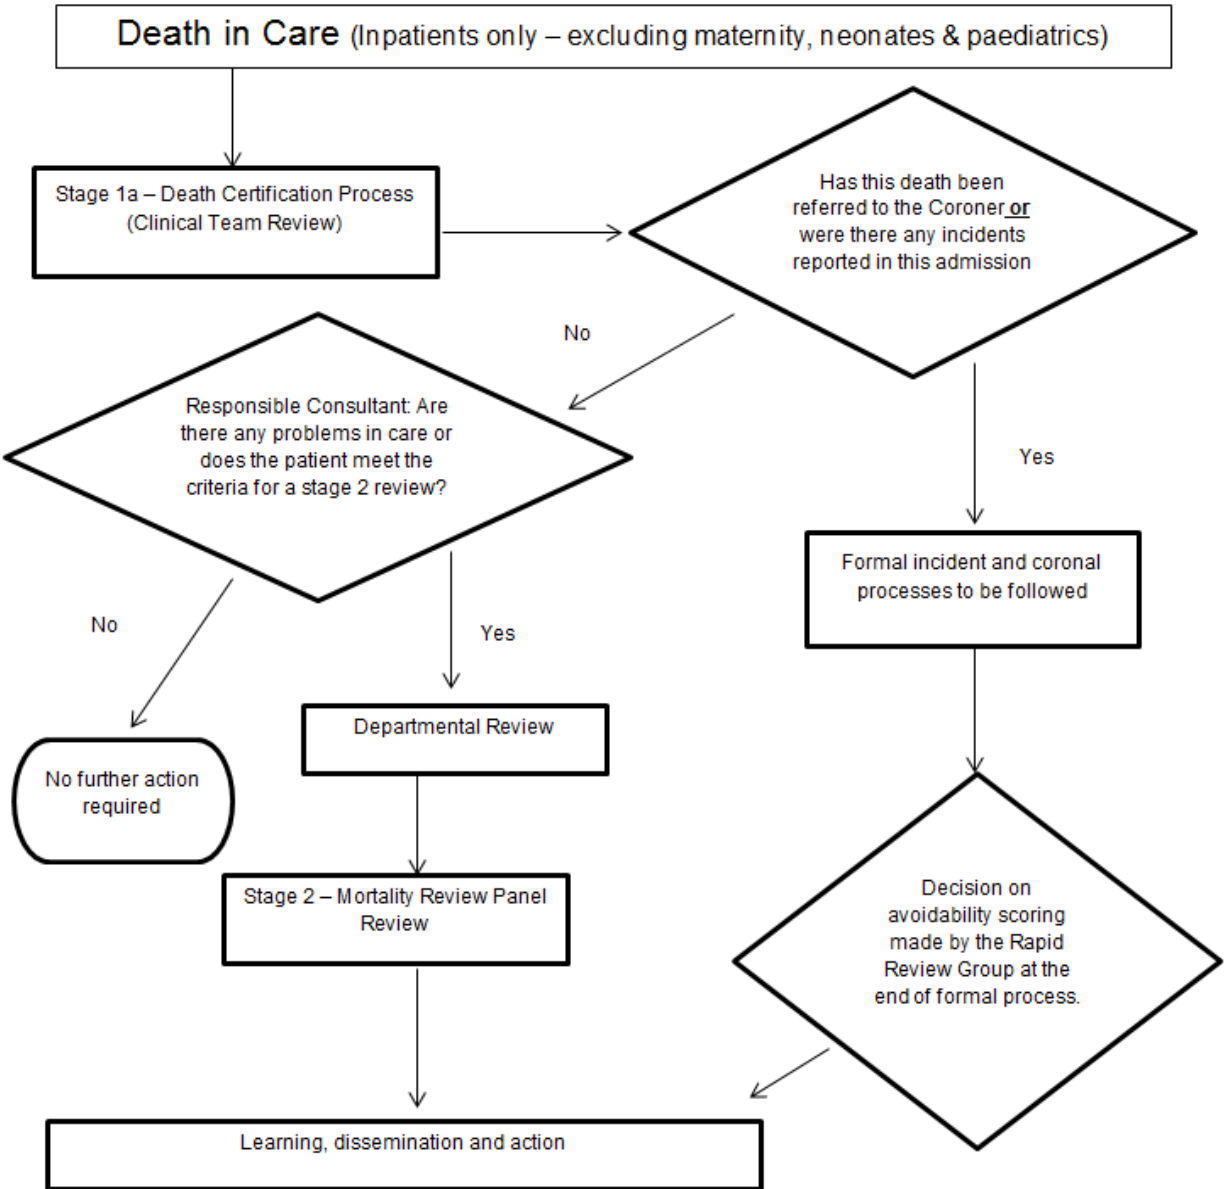 Death in Care (Inpatients only – excluding maternity, neonates & paediatrics)
Stage 1a – Death Certification Process
(Clinical Team Review)
Has this death been
referred to the Coroner or
were there any incidents
reported in this admission
No
Responsible Consultant: Are
there any problems in care or
does the patient meet the
criteria for a stage 2 review?
Yes
Formal incident and coronal
processes to be followed
No
Yes
Departmental Review
No further action
required
Stage 2 – Mortality Review Panel
Review
Decision on
avoidability scoring
made by the Rapid
Review Group at the
end of formal process.
Learning, dissemination and action